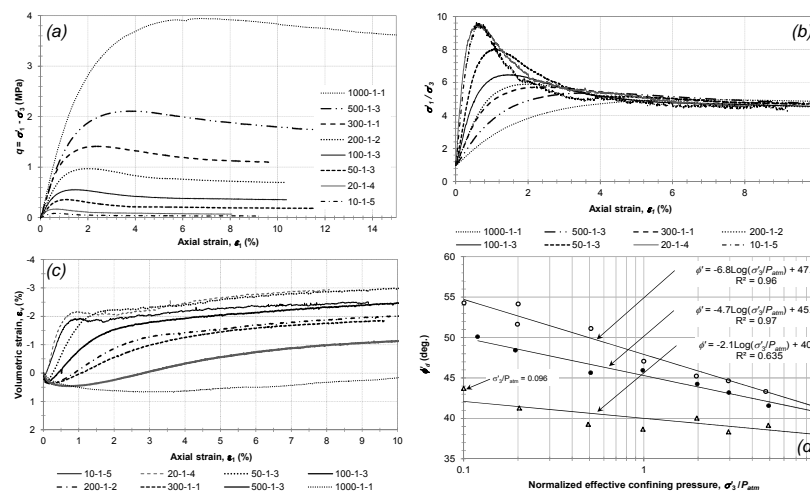 (a)
q = σ'1 - σ'3 (MPa)
4
3
2
1
0
1000-1-1
500-1-3
300-1-1
200-1-2
100-1-3
50-1-3
20-1-4
10-1-5
0 2 4 6 8 10 12 14
Axial strain, ε1 (%)
(b)
σ'1 / σ'3
10
8
6
4
2
0
0 2 4 6 8
Axial strain, ε1 (%)
1000-1-1 500-1-3 300-1-1 200-1-2
100-1-3 50-1-3 20-1-4 10-1-5
(c)
Volumetric strain, εv (%)
-4
-3
-2
-1
0
1
2
0 1 2 3 4 5 6 7 8 9 10
Axial strain, ε1 (%)
10-1-5 20-1-4 50-1-3 100-1-3
200-1-2 300-1-1 500-1-3 1000-1-1
ϕ'd (deg.)
60
55
50
45
40
35
ϕ' = -6.8Log(σ'3/Patm) + 47
R² = 0.96
ϕ' = -4.7Log(σ'3/Patm) + 45
R² = 0.97
ϕ' = -2.1Log(σ'3/Patm) + 40
R² = 0.635
σ'3/Patm = 0.096
(d
0.1 1
Normalized effective confining pressure, σ'3/Patm